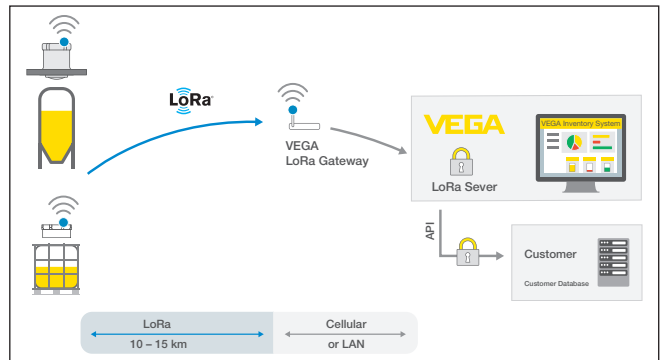 LoRa
VEGA
LoRa Gateway
VEGA
LoRa Sever
VEGA Inventory System
API
Customer
Customer Database
LoRa
10 – 15 km
Cellular
or LAN